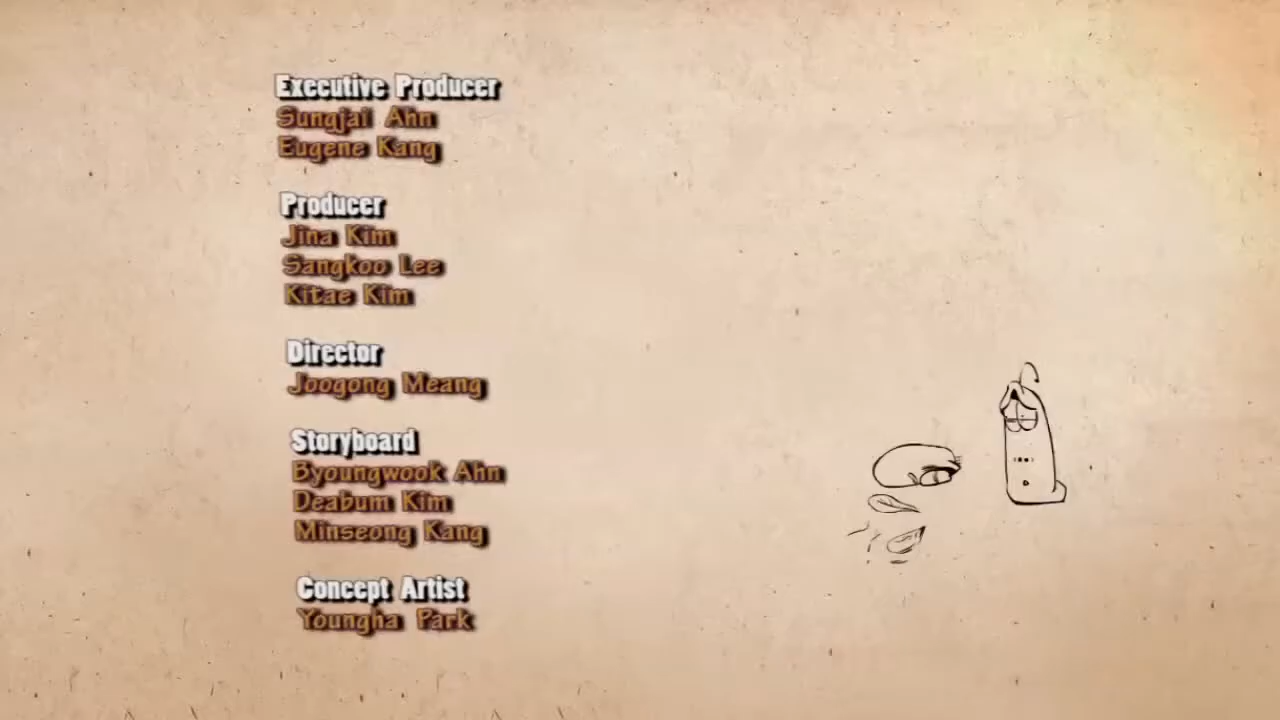 Executive Producer
Sungjai Ahn
Eugene Kang
Producer
Jina Kim
Sangkoo Lee
Kitae Kim
Director
Joogong Meang
Storyboard
Byoungwook Ahn
Deabum Kim
Minseong Kang
Concept Artist
Youngha Park